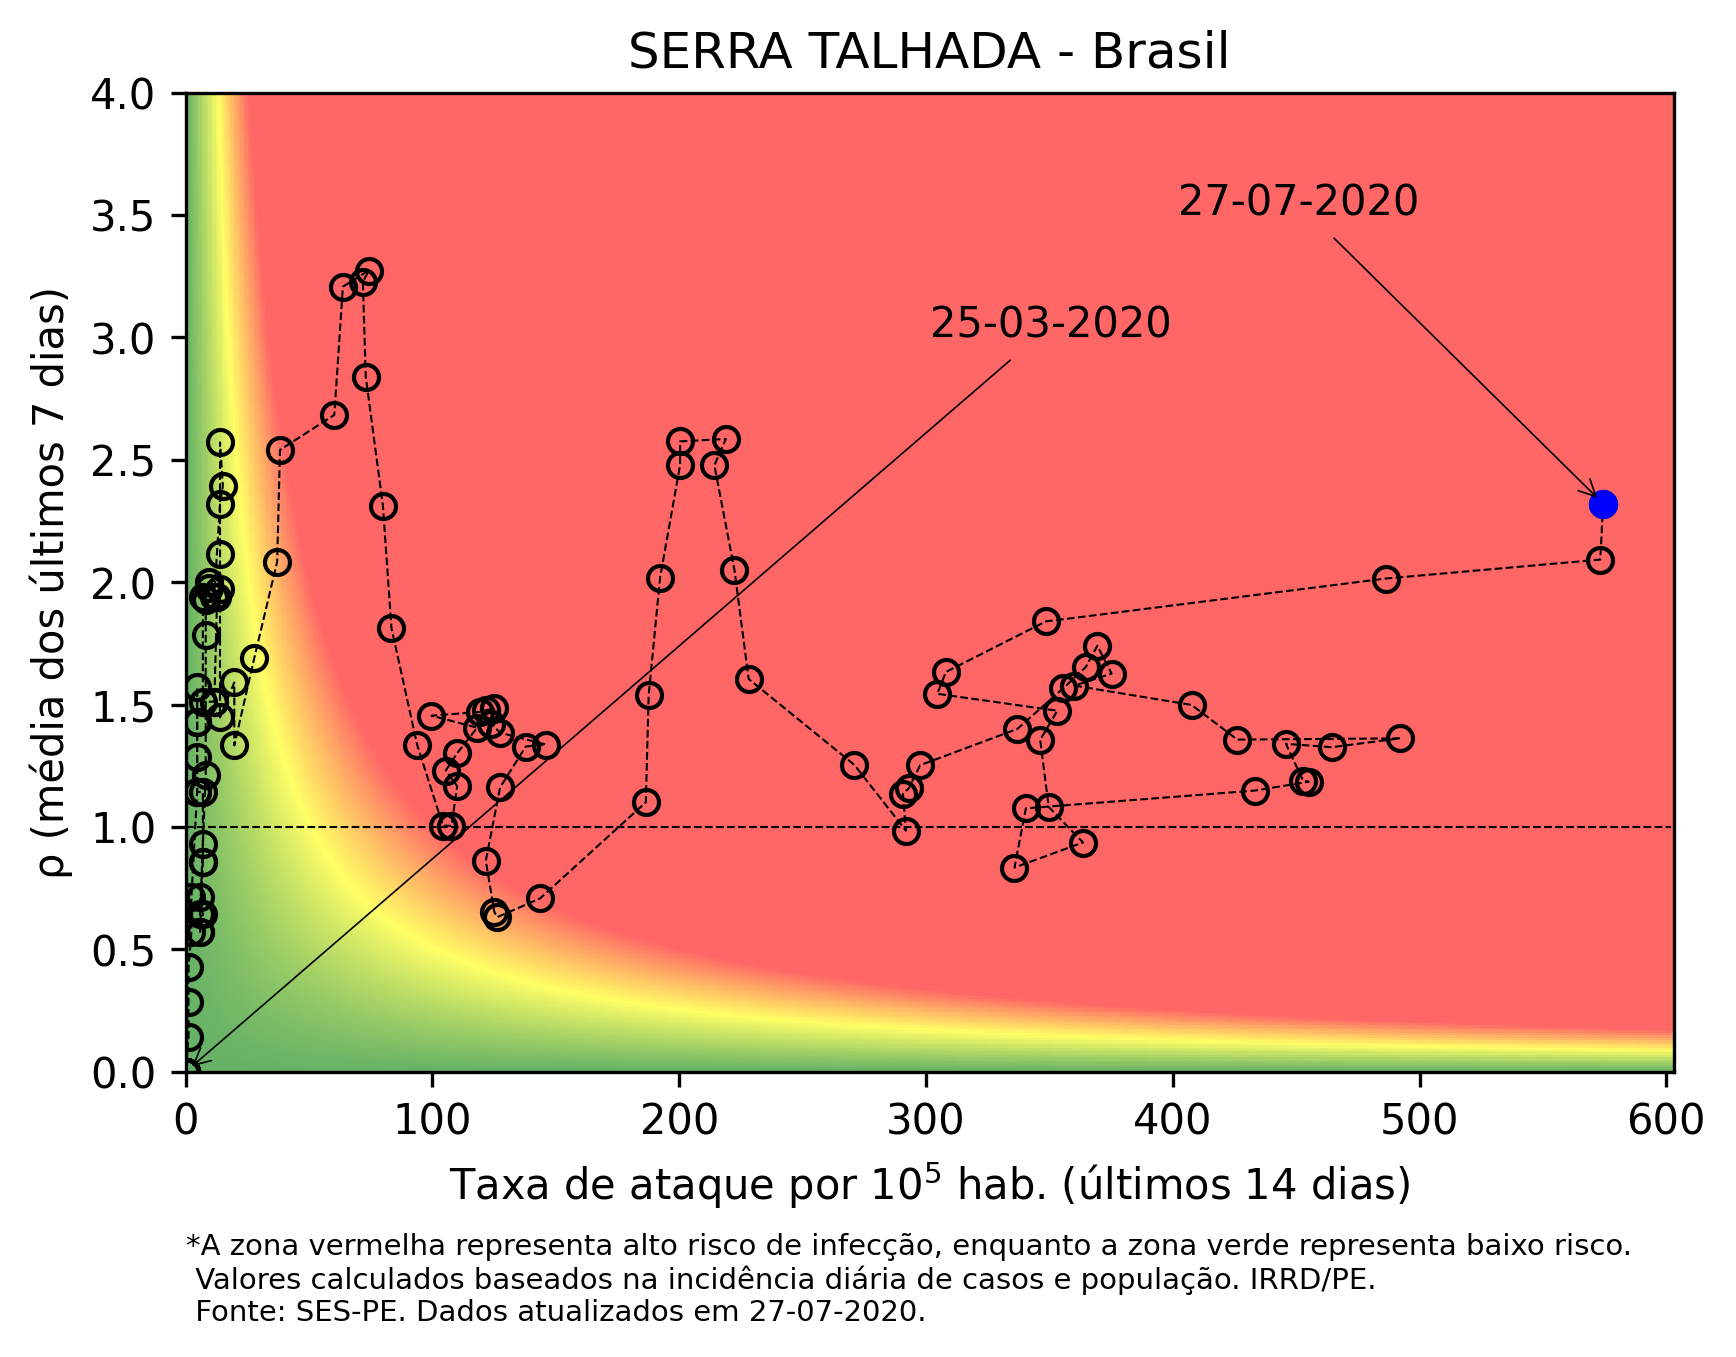 SERRA TALHADA - Brasil
4.0
3.5
3.0
2.5
2.0
1.5
1.0
0.5
0.0
ρ (média dos últimos 7 dias)
27-07-2020
25-03-2020
0 100 200 300 400 500 600
Taxa de ataque por 10⁵ hab. (últimos 14 dias)
*A zona vermelha representa alto risco de infecção, enquanto a zona verde representa baixo risco.
Valores calculados baseados na incidência diária de casos e população. IRRD/PE.
Fonte: SES-PE. Dados atualizados em 27-07-2020.